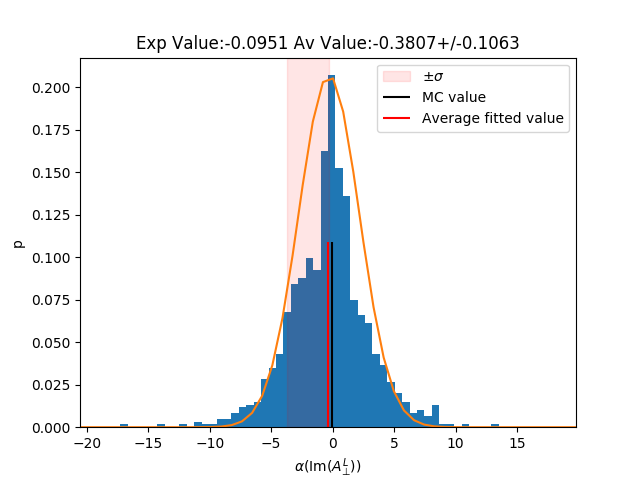 Exp Value:-0.0951 Av Value:-0.3807+/-0.1063
±σ
MC value
Average fitted value
0.200
0.175
0.150
0.125
0.100
0.075
0.050
0.025
0.000
p
−20 −15 −10 −5 0 5 10 15
α(Im(A^L_⊥))